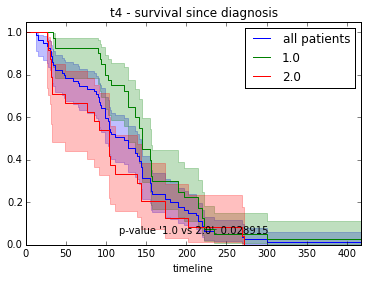 t4 - survival since diagnosis
all patients
1.0
2.0
1.0
0.8
0.6
0.4
0.2
0.0
p-value '1.0 vs 2.0': 0.028915
0 50 100 150 200 250 300 350 400
timeline